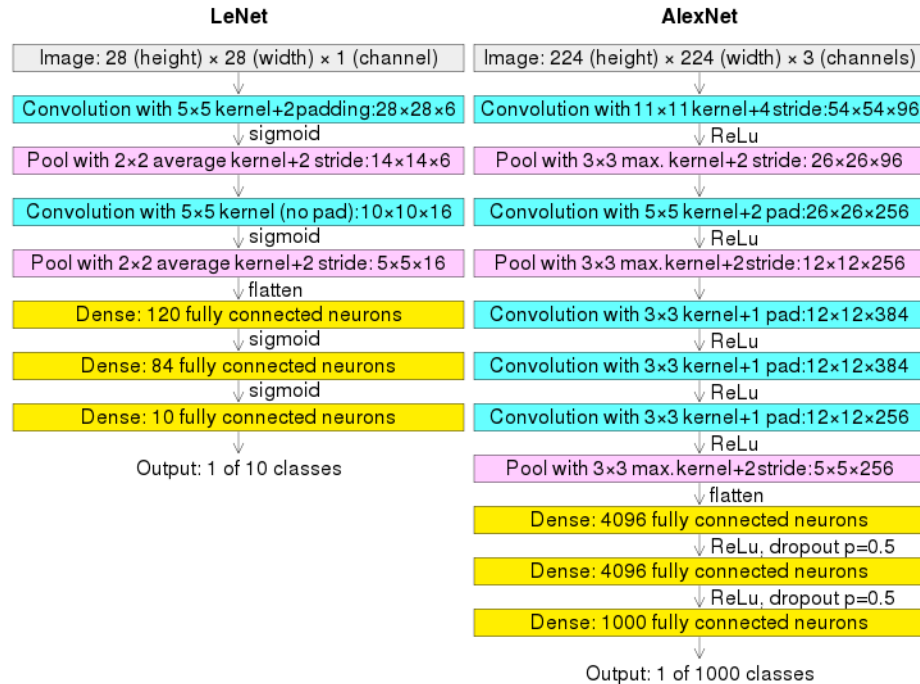 LeNet
Image: 28 (height) × 28 (width) × 1 (channel)
Convolution with 5×5 kernel+2padding:28×28×6
sigmoid
Pool with 2×2 average kernel+2 stride:14×14×6
Convolution with 5×5 kernel (no pad):10×10×16
sigmoid
Pool with 2×2 average kernel+2 stride:5×5×16
flatten
Dense: 120 fully connected neurons
sigmoid
Dense: 84 fully connected neurons
sigmoid
Dense: 10 fully connected neurons
Output: 1 of 10 classes
AlexNet
Image: 224 (height) × 224 (width) × 3 (channels)
Convolution with 11×11 kernel+4 stride:54×54×96
ReLu
Pool with 3×3 max. kernel+2 stride: 26×26×96
Convolution with 5×5 kernel+2 pad:26×26×256
ReLu
Pool with 3×3 max.kernel+2stride:12×12×256
Convolution with 3×3 kernel+1 pad:12×12×384
ReLu
Convolution with 3×3 kernel+1 pad:12×12×384
ReLu
Convolution with 3×3 kernel+1 pad:12×12×256
ReLu
Pool with 3×3 max.kernel+2stride:5×5×256
flatten
Dense: 4096 fully connected neurons
ReLu, dropout p=0.5
Dense: 4096 fully connected neurons
ReLu, dropout p=0.5
Dense: 1000 fully connected neurons
Output: 1 of 1000 classes